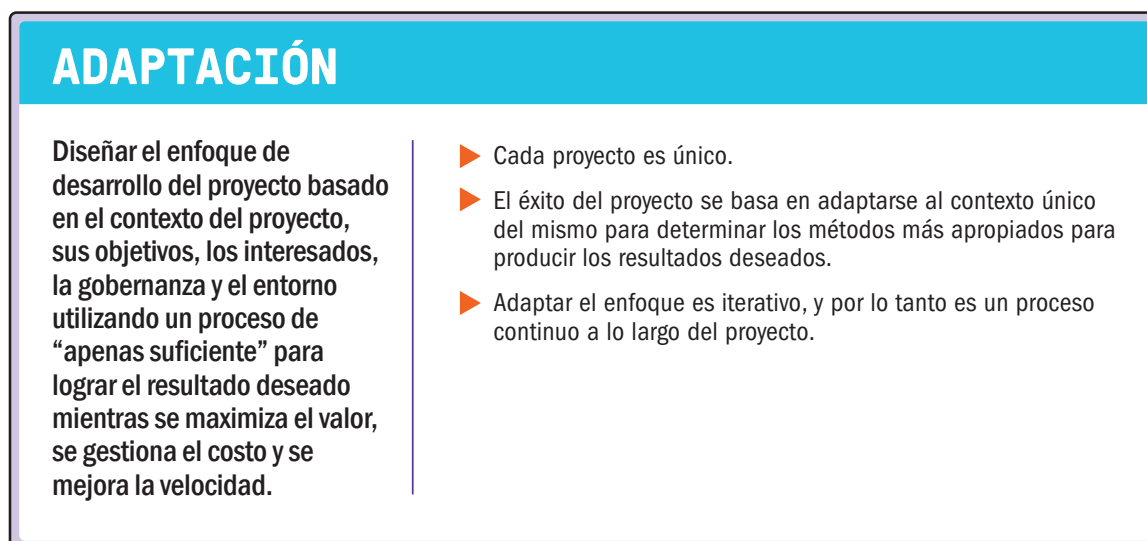 ADAPTACIÓN
Diseñar el enfoque de
desarrollo del proyecto basado
en el contexto del proyecto,
sus objetivos, los interesados,
la gobernanza y el entorno
utilizando un proceso de
“apenas suficiente” para
lograr el resultado deseado
mientras se maximiza el valor,
se gestiona el costo y se
mejora la velocidad.
Cada proyecto es único.
El éxito del proyecto se basa en adaptarse al contexto único
del mismo para determinar los métodos más apropiados para
producir los resultados deseados.
Adaptar el enfoque es iterativo, y por lo tanto es un proceso
continuo a lo largo del proyecto.